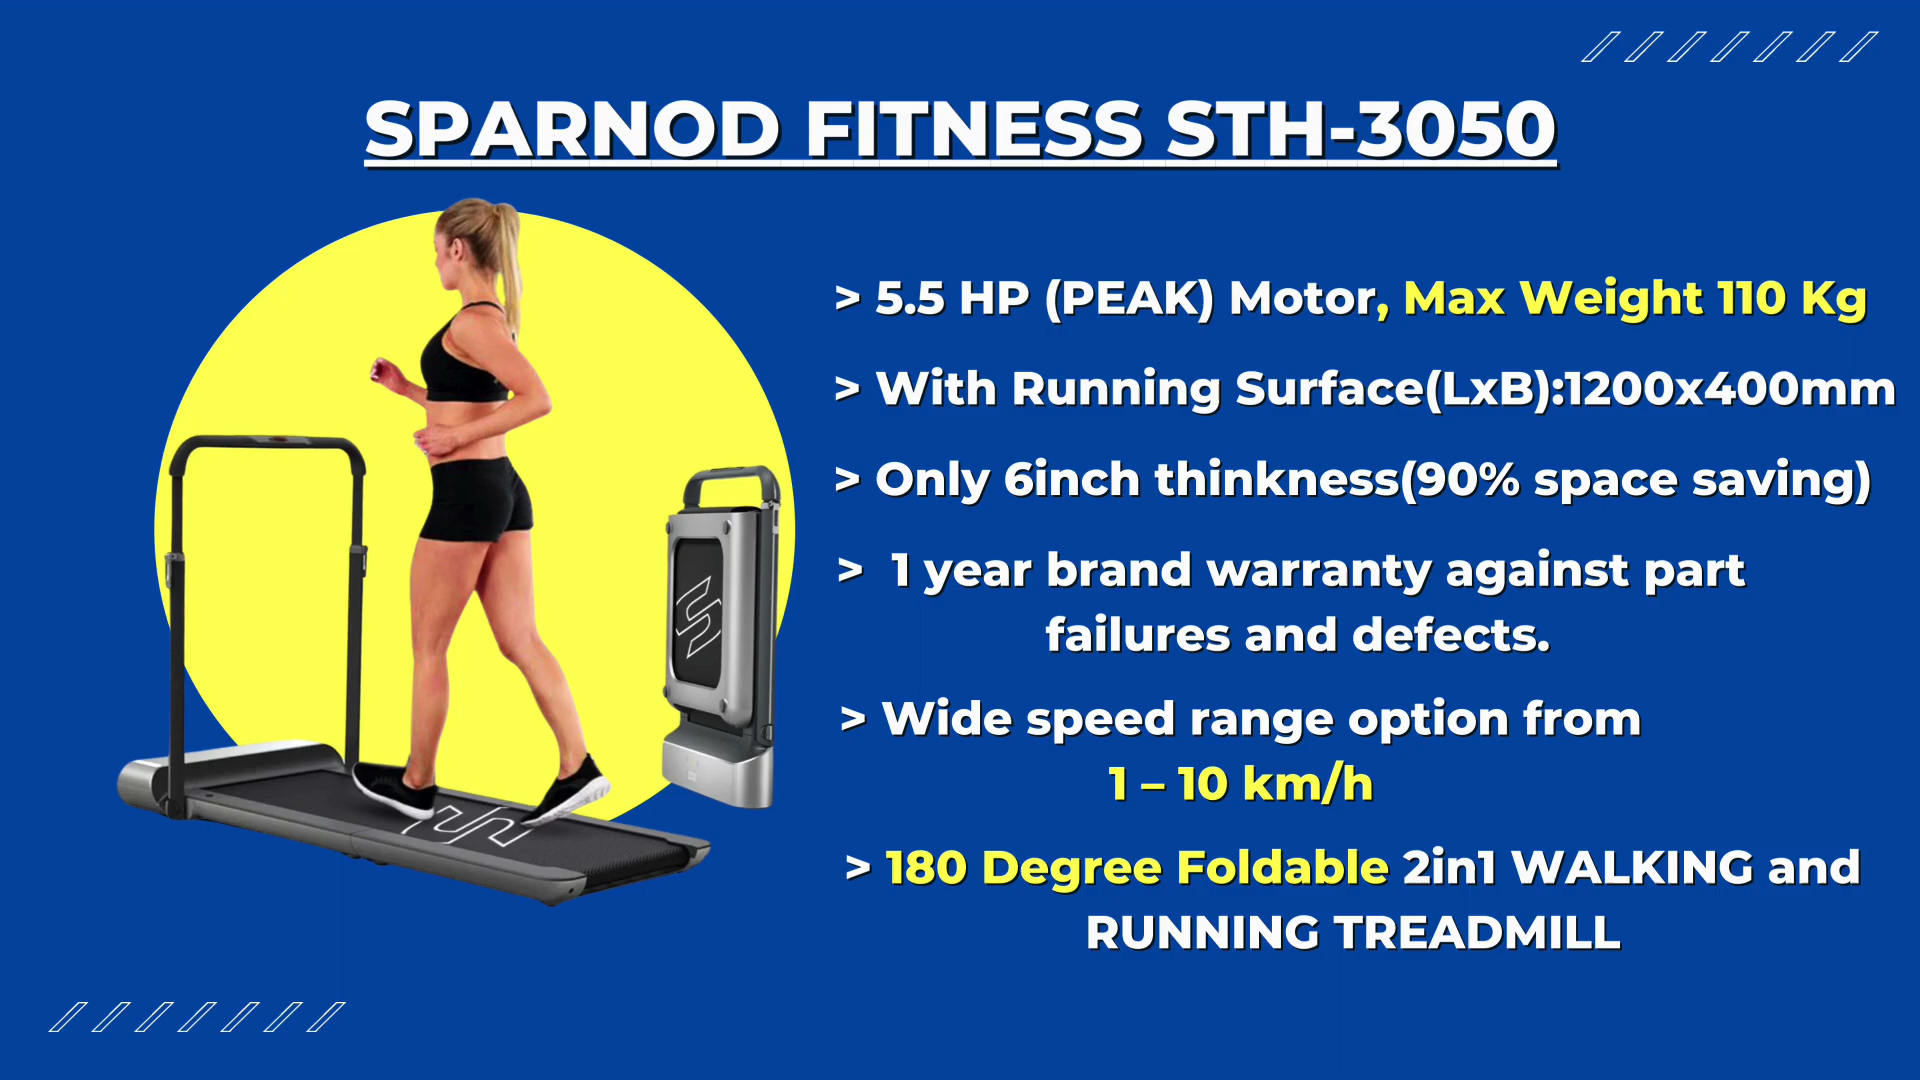 SPARNOD FITNESS STH-3050
> 5.5 HP (PEAK) Motor, Max Weight 110 Kg
> With Running Surface(LxB):1200x400mm
> Only 6inch thinkness(90% space saving)
> 1 year brand warranty against part
failures and defects.
> Wide speed range option from
1 – 10 km/h
> 180 Degree Foldable 2in1 WALKING and
RUNNING TREADMILL